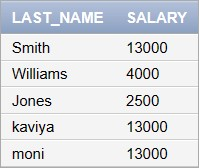 LAST_NAME SALARY
Smith 13000
Williams 4000
Jones 2500
kaviya 13000
moni 13000